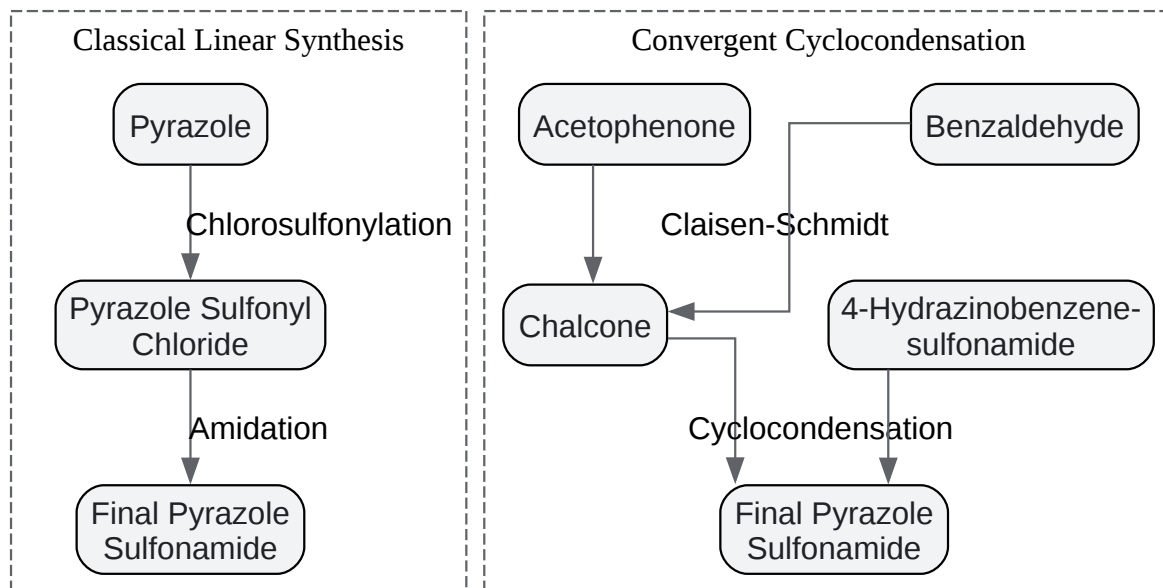 Classical Linear Synthesis
Pyrazole
Chlorosulfonylation
Pyrazole Sulfonyl
Chloride
Amidation
Final Pyrazole
Sulfonamide
Convergent Cyclocondensation
Acetophenone
Benzaldehyde
Claisen-Schmidt
Chalcone
4-Hydrazinobenzene-
sulfonamide
Cyclocondensation
Final Pyrazole
Sulfonamide